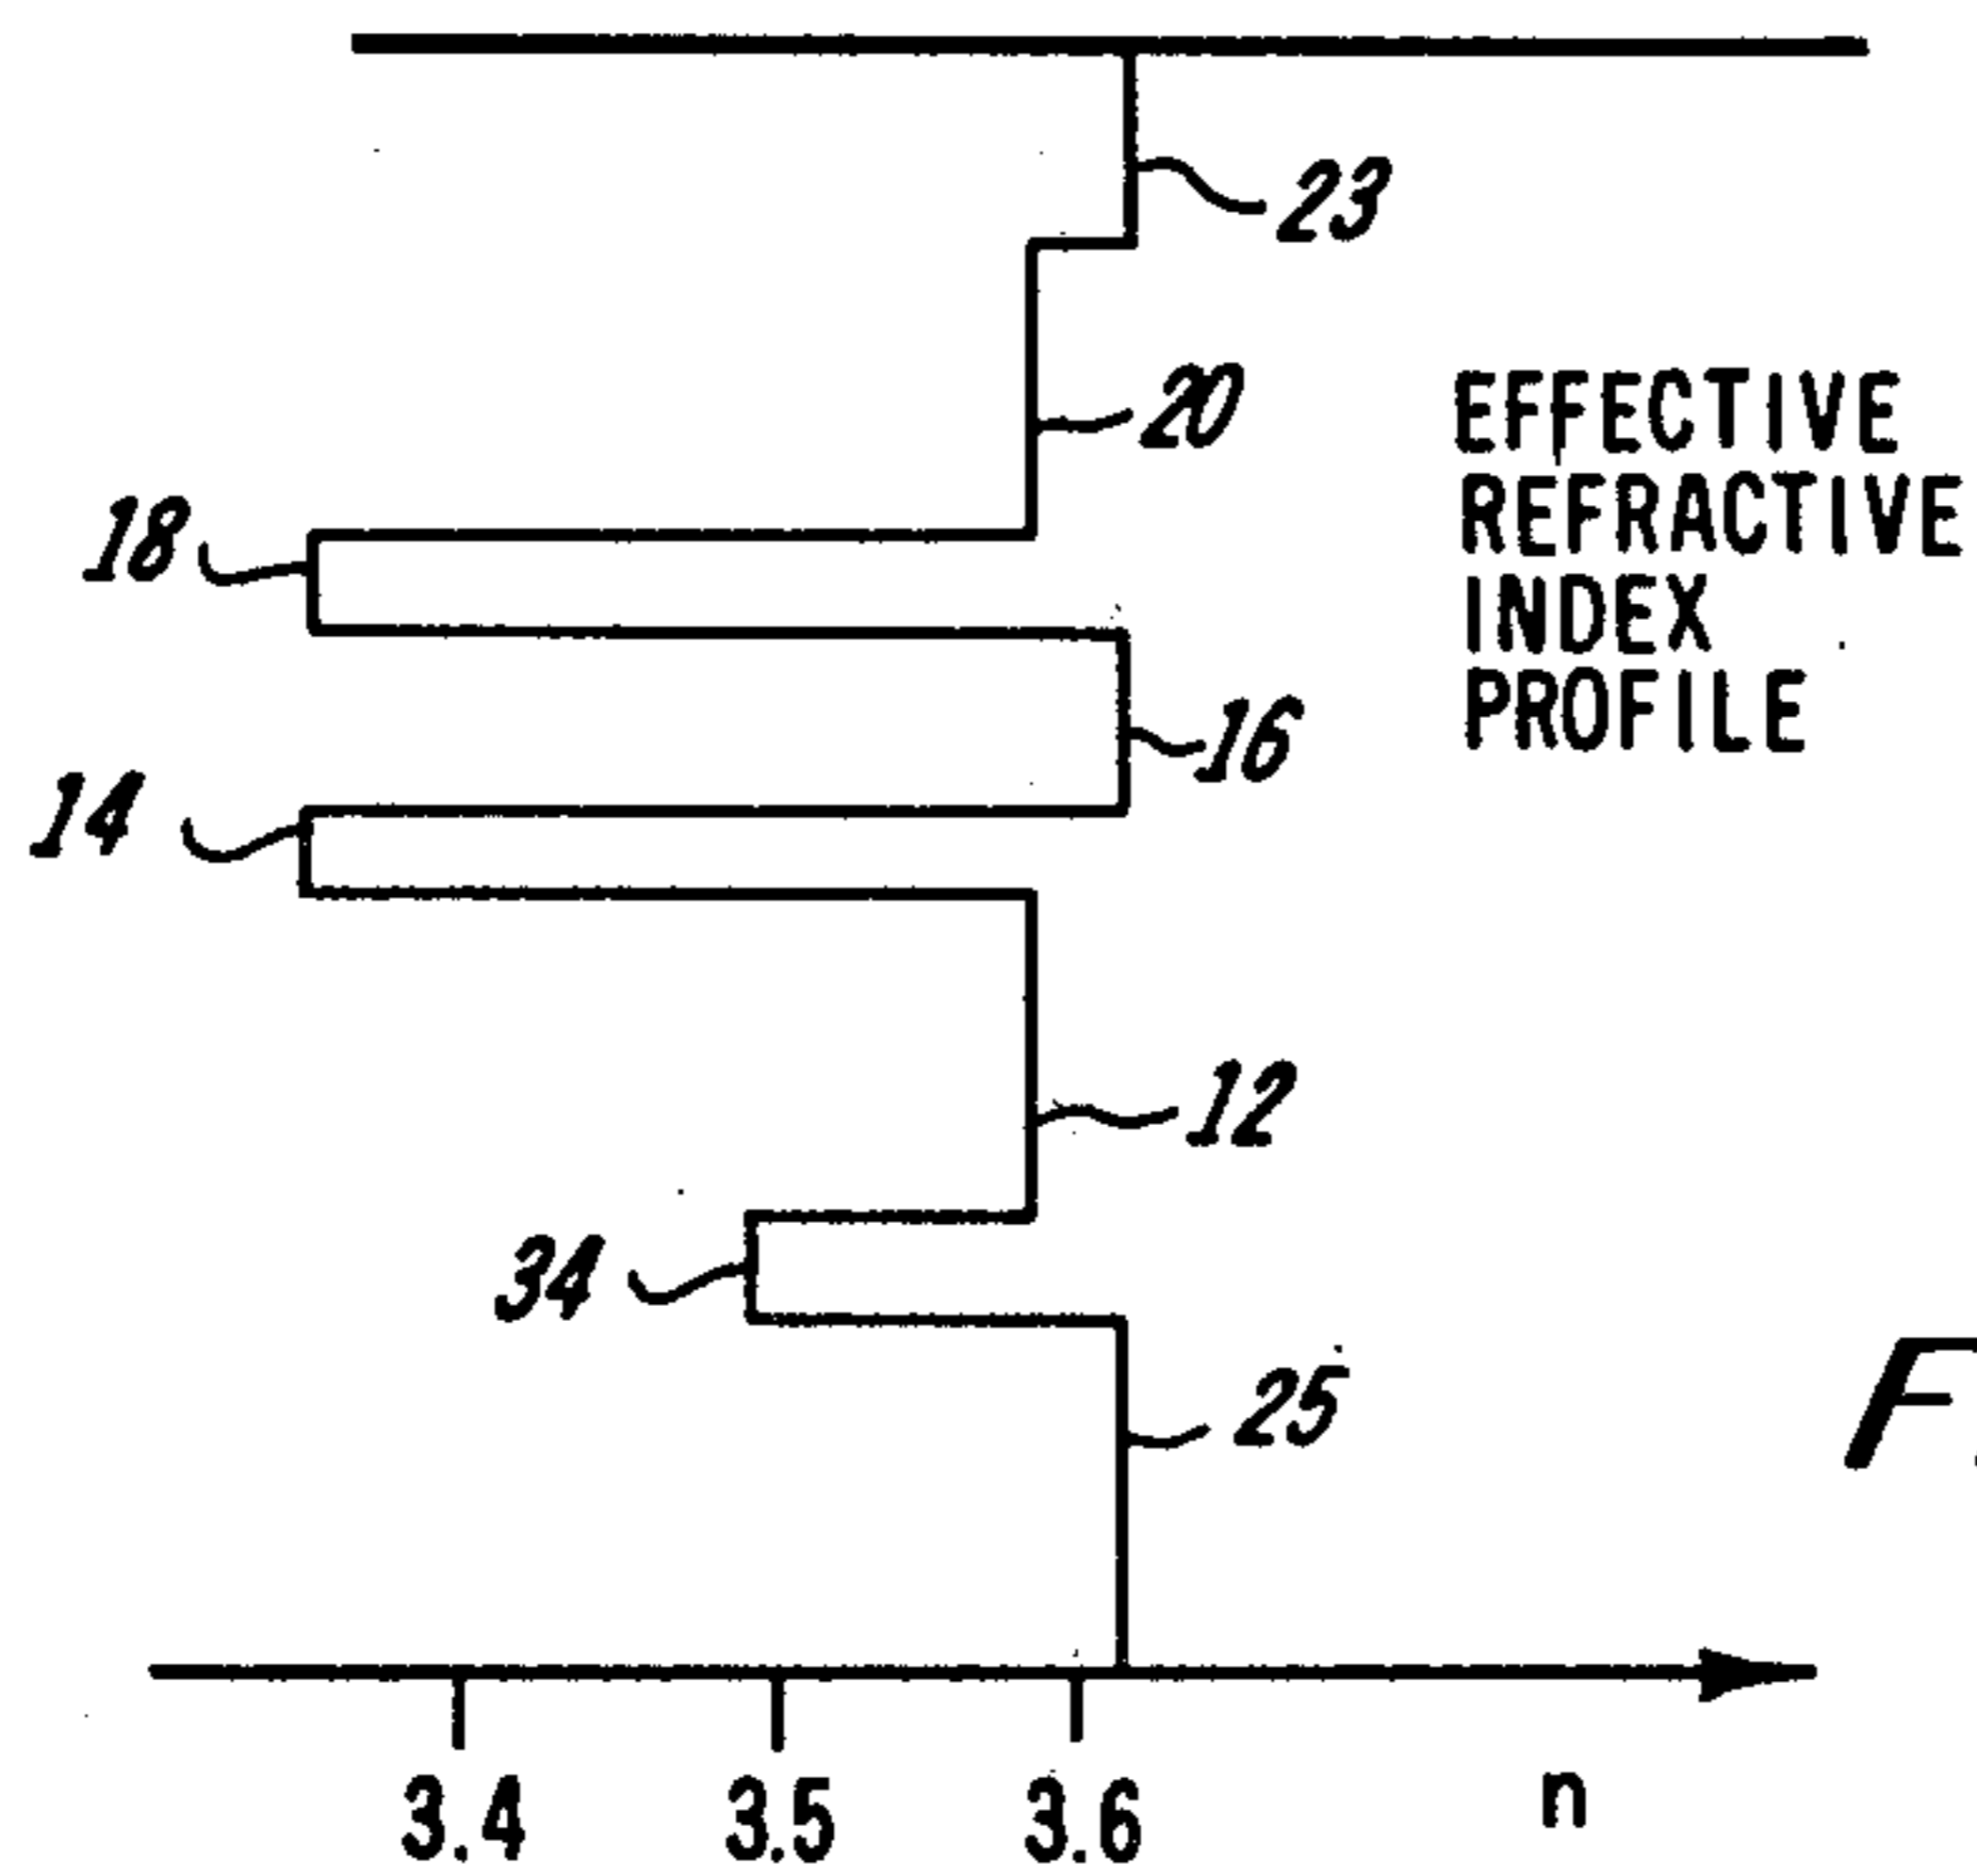 23
20
EFFECTIVE
REFRACTIVE
INDEX
PROFILE
18
16
14
12
34
25
F
3.4 3.5 3.6 n